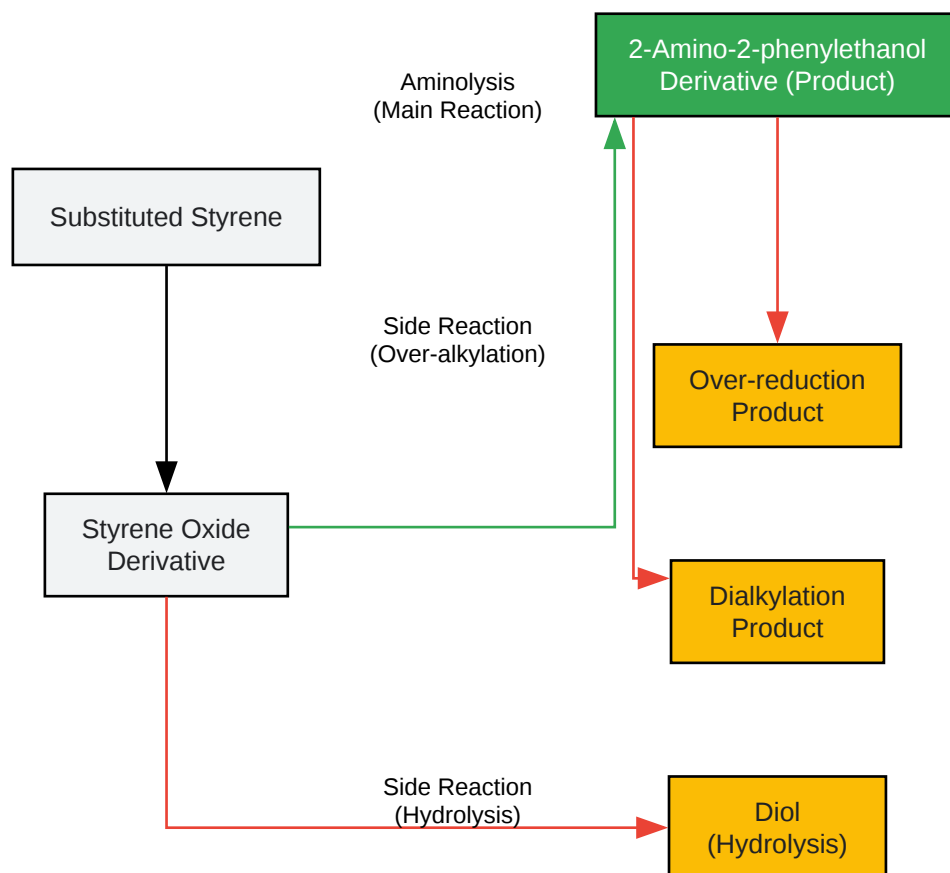 2-Amino-2-phenylethanol
Derivative (Product)
Aminolysis
(Main Reaction)
Substituted Styrene
Side Reaction
(Over-alkylation)
Over-reduction
Product
Styrene Oxide
Derivative
Dialkylation
Product
Side Reaction
(Hydrolysis)
Diol
(Hydrolysis)